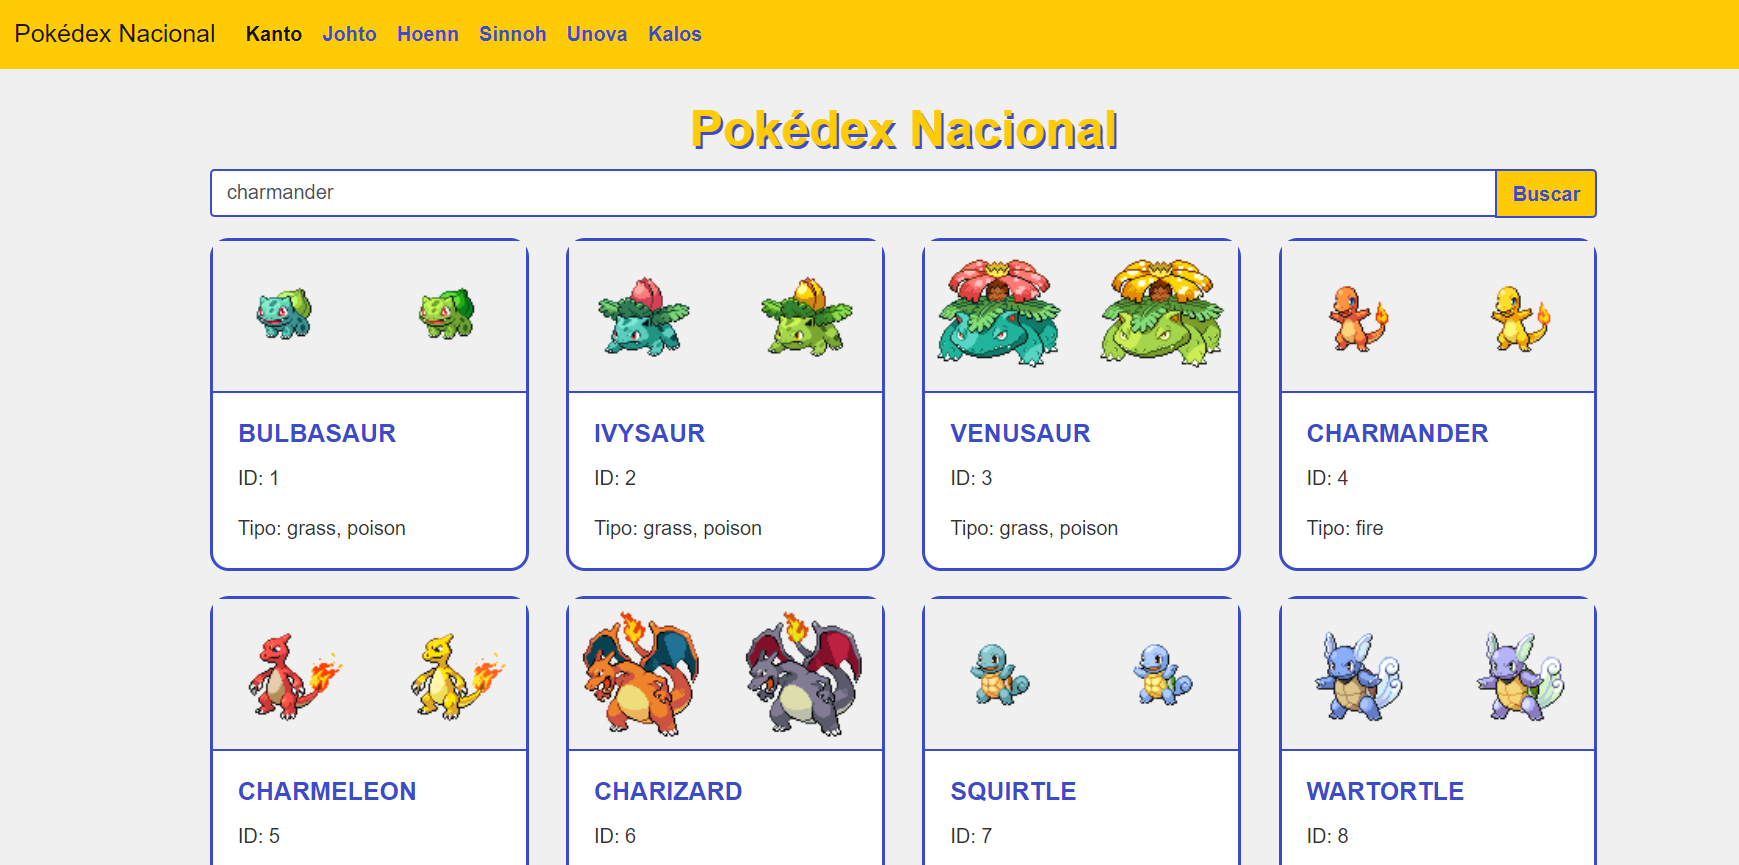 Pokédex Nacional Kanto Johto Hoenn Sinnoh Unova Kalos
Pokédex Nacional
charmander Buscar
BULBASAUR
ID: 1
Tipo: grass, poison
IVYSAUR
ID: 2
Tipo: grass, poison
VENUSAUR
ID: 3
Tipo: grass, poison
CHARMANDER
ID: 4
Tipo: fire
CHARMELEON
ID: 5
CHARIZARD
ID: 6
SQUIRTLE
ID: 7
WARTORTLE
ID: 8